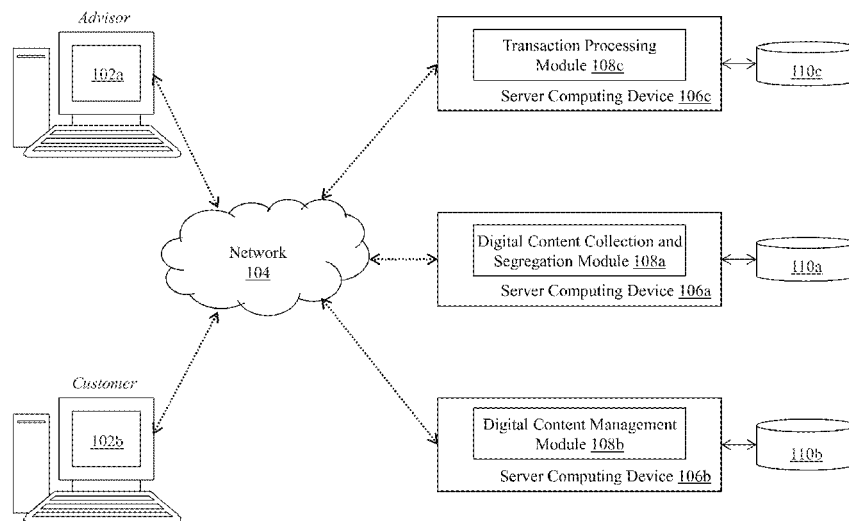 Advisor
102a
Transaction Processing
Module 108c
Server Computing Device 106c
110c
Network
104
Digital Content Collection and
Segregation Module 108a
Server Computing Device 106a
110a
Customer
102b
Digital Content Management
Module 108b
Server Computing Device 106b
110b